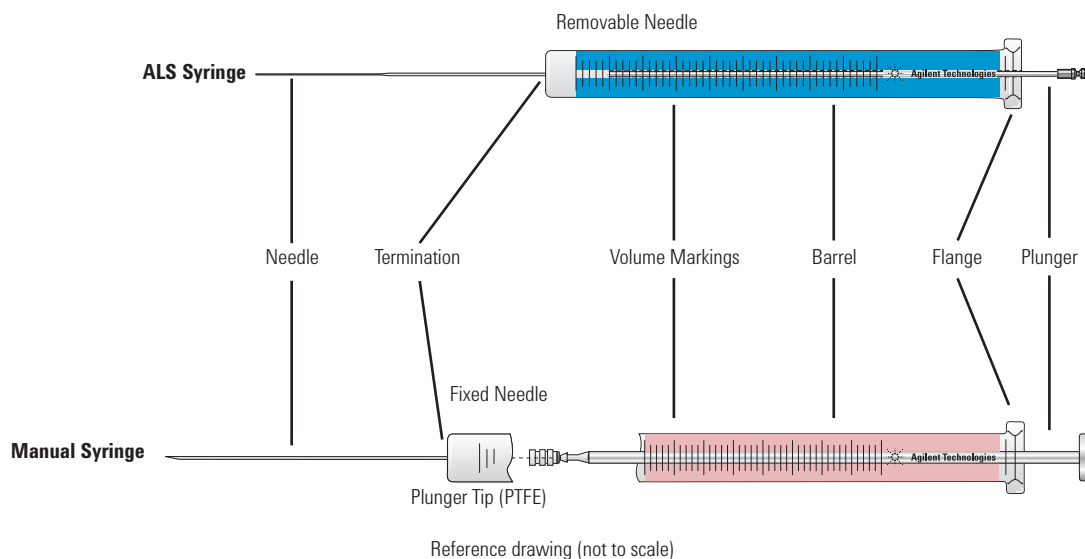 Removable Needle
ALS Syringe
Agilent Technologies
Needle
Termination
Volume Markings
Barrel
Flange
Plunger
Fixed Needle
Manual Syringe
Agilent Technologies
Plunger Tip (PTFE)
Reference drawing (not to scale)